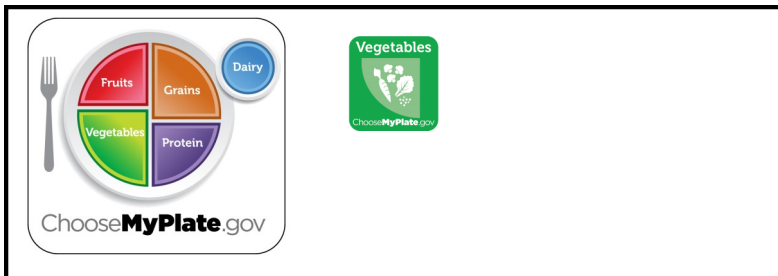 Fruits
Grains
Dairy
Vegetables
Protein
ChooseMyPlate.gov
Vegetables
ChooseMyPlate.gov